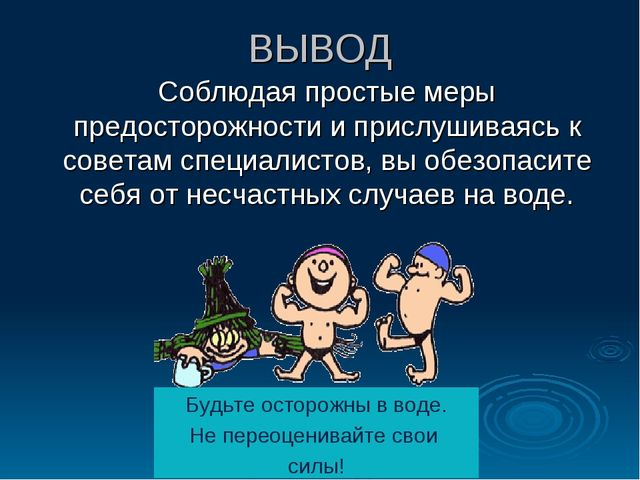 ВЫВОД
Соблюдая простые меры
предосторожности и прислушиваясь к
советам специалистов, вы обезопасите
себя от несчастных случаев на воде.
Будьте осторожны в воде.
Не переоценивайте свои
силы!